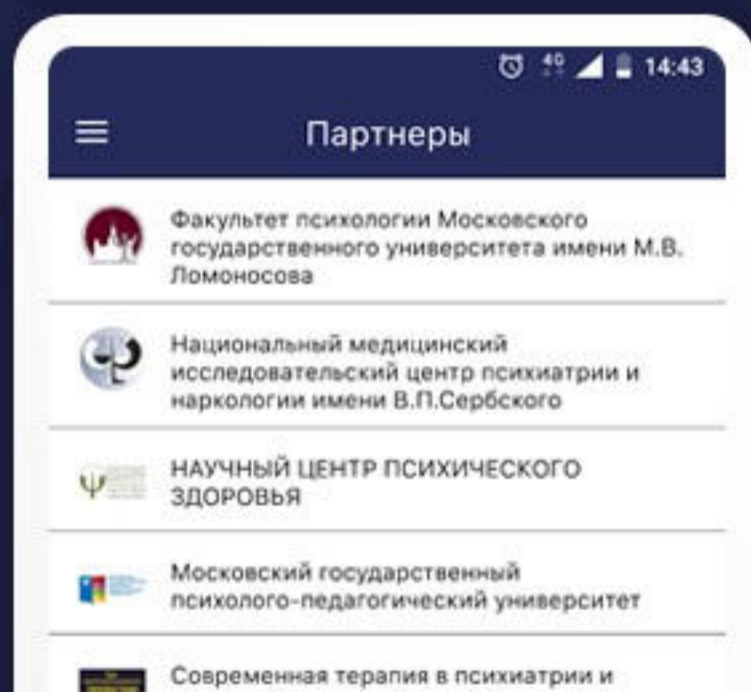 4G 14:43
Партнеры
Факультет психологии Московского
государственного университета имени М.В.
Ломоносова
Национальный медицинский
исследовательский центр психиатрии и
наркологии имени В.П.Сербского
НАУЧНЫЙ ЦЕНТР ПСИХИЧЕСКОГО
ЗДОРОВЬЯ
Московский государственный
психолого-педагогический университет
Современная терапия в психиатрии и